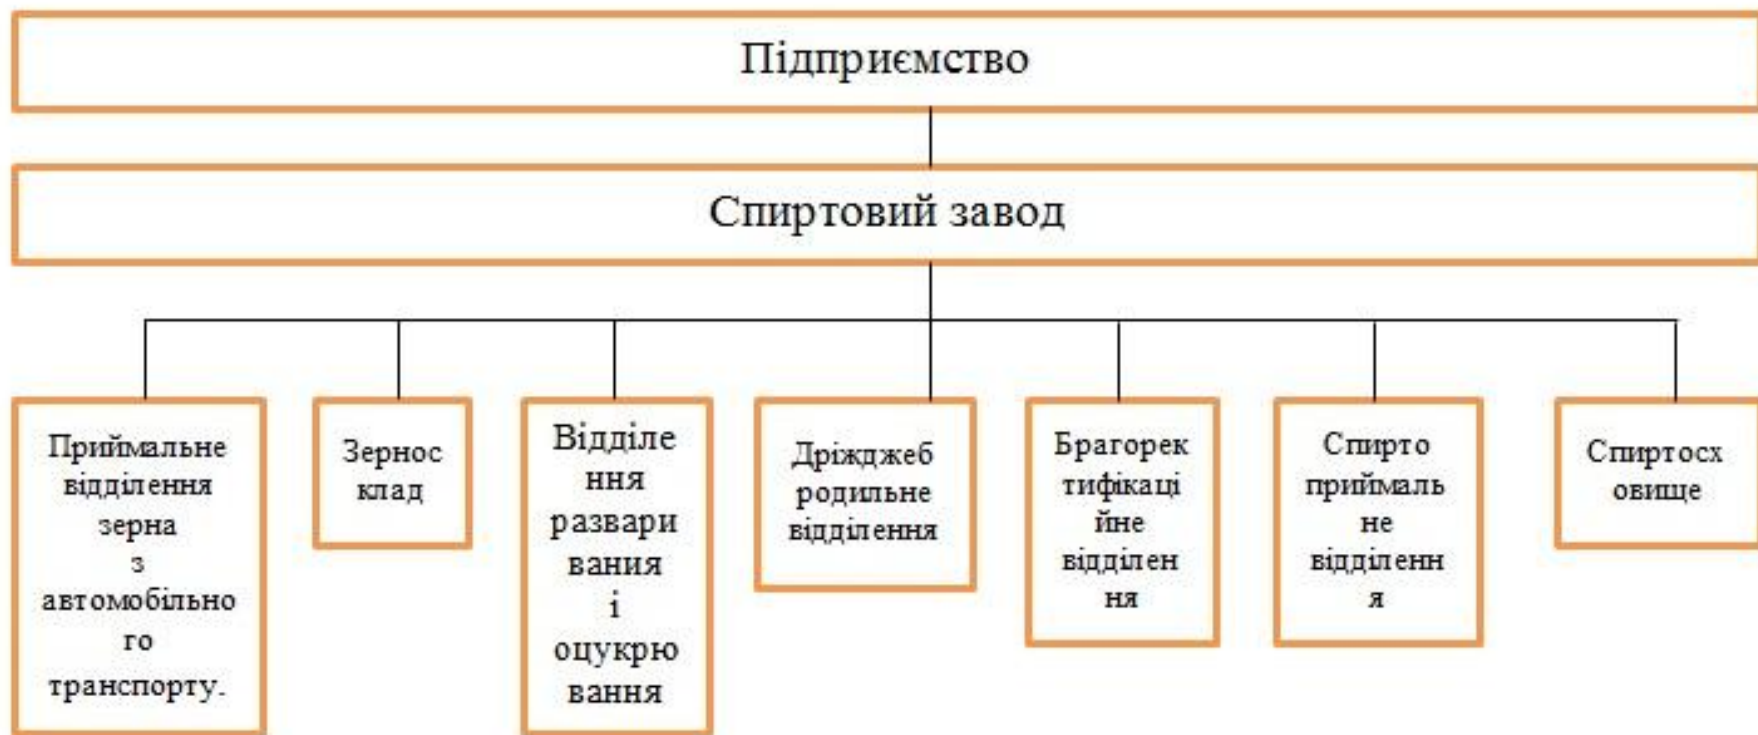 Підприємство
Спиртовий завод
Приймальне
відділення
зерна
з
автомобільно
го
транспорту.
Зернос
клад
Відділе
ння
развари
вания
і
оцукрю
вання
Дріжджеб
родильне
відділення
Брагорек
тифікаці
йне
відділен
ня
Спирто
приймаль
не
відділенн
я
Спиртосх
овище